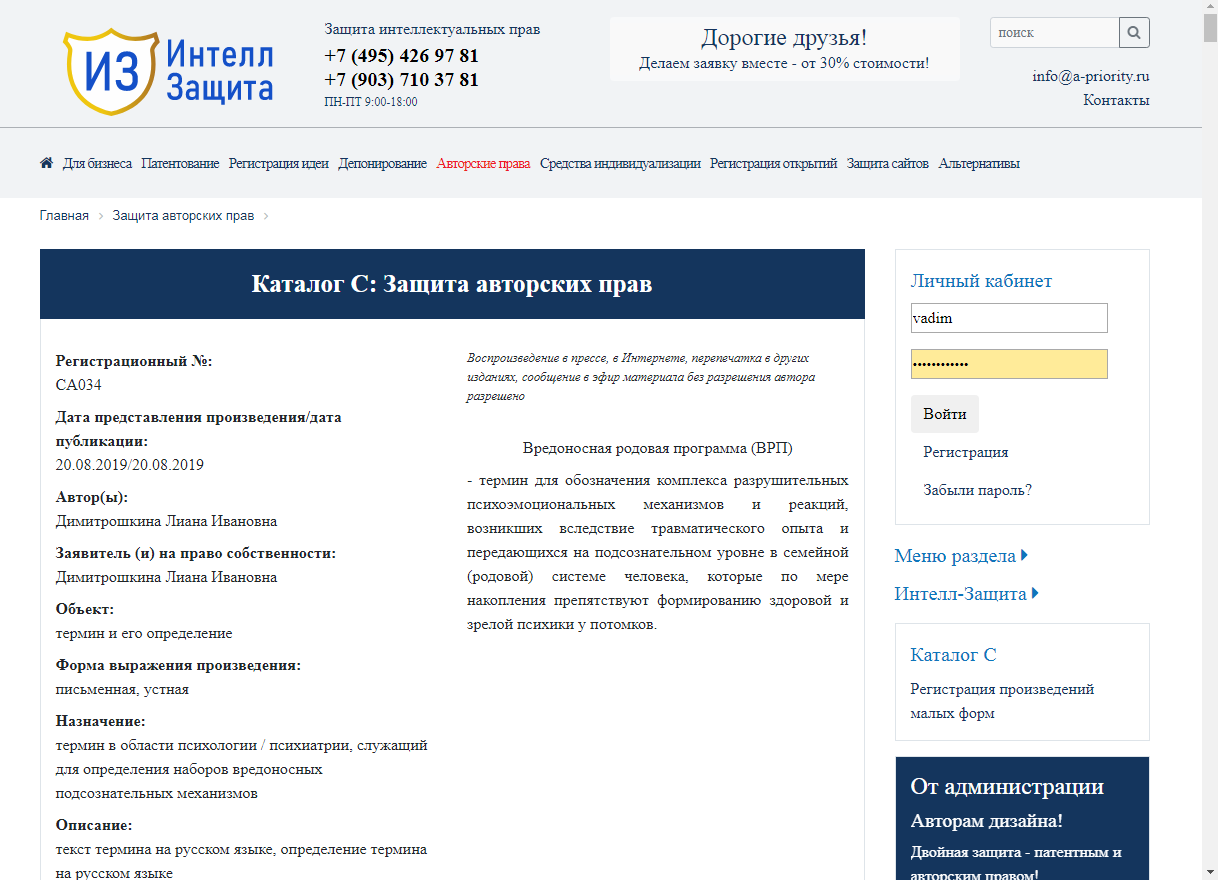 ИЗ Интелл
Защита
Защита интеллектуальных прав
+7 (495) 426 97 81
+7 (903) 710 37 81
ПН-ПТ 9:00-18:00
Дорогие друзья!
Делаем заявку вместе - от 30% стоимости!
поиск
info@a-priority.ru
Контакты
Для бизнеса Патентование Регистрация идеи Депонирование Авторские права Средства индивидуализации Регистрация открытий Защита сайтов Альтернативы
Главная > Защита авторских прав >
Каталог С: Защита авторских прав
Регистрационный №:
СА034
Дата представления произведения/дата
публикации:
20.08.2019/20.08.2019
Автор(ы):
Димитрошкина Лиана Ивановна
Заявитель (и) на право собственности:
Димитрошкина Лиана Ивановна
Объект:
термин и его определение
Форма выражения произведения:
письменная, устная
Назначение:
термин в области психологии / психиатрии, служащий
для определения наборов вредоносных
подсознательных механизмов
Описание:
текст термина на русском языке, определение термина
на русском языке
Воспроизведение в прессе, в Интернете, перепечатка в других
изданиях, сообщение в эфир материала без разрешения автора
разрешено
Вредоносная родовая программа (ВРП)
- термин для обозначения комплекса разрушительных
психоэмоциональных механизмов и реакций,
возникших вследствие травматического опыта и
передающихся на подсознательном уровне в семейной
(родовой) системе человека, которые по мере
накопления препятствуют формированию здоровой и
зрелой психики у потомков.
Личный кабинет
vadim
••••••••••••
Войти
Регистрация
Забыли пароль?
Меню раздела
Интелл-Защита
Каталог С
Регистрация произведений
малых форм
От администрации
Авторам дизайна!
Двойная защита - патентным и
авторским правом!